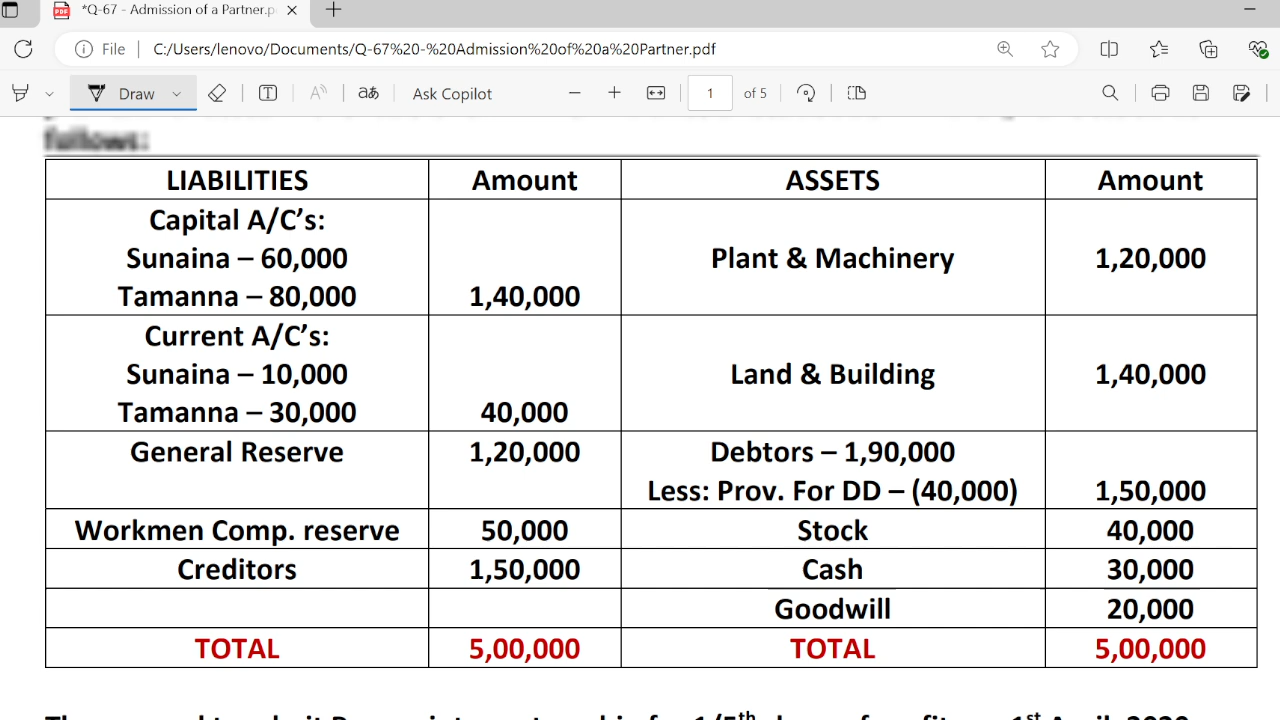 *Q-67 - Admission of a Partner.p
File C:/Users/lenovo/Documents/Q-67%20-%20Admission%20of%20a%20Partner.pdf
Draw aあ Ask Copilot 1 of 5
follows:
LIABILITIES Amount ASSETS Amount
Capital A/C’s:
Sunaina – 60,000 Plant & Machinery 1,20,000
Tamanna – 80,000 1,40,000
Current A/C’s:
Sunaina – 10,000 Land & Building 1,40,000
Tamanna – 30,000 40,000
General Reserve 1,20,000 Debtors – 1,90,000
Less: Prov. For DD – (40,000) 1,50,000
Workmen Comp. reserve 50,000 Stock 40,000
Creditors 1,50,000 Cash 30,000
Goodwill 20,000
TOTAL 5,00,000 TOTAL 5,00,000